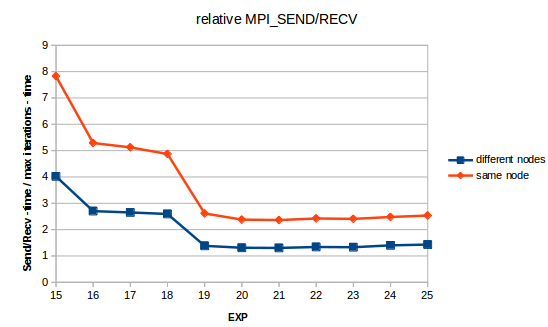 relative MPI_SEND/RECV
Send/Recv -time / max iterations - time
9
8
7
6
5
4
3
2
1
0
15 16 17 18 19 20 21 22 23 24 25
EXP
different nodes
same node